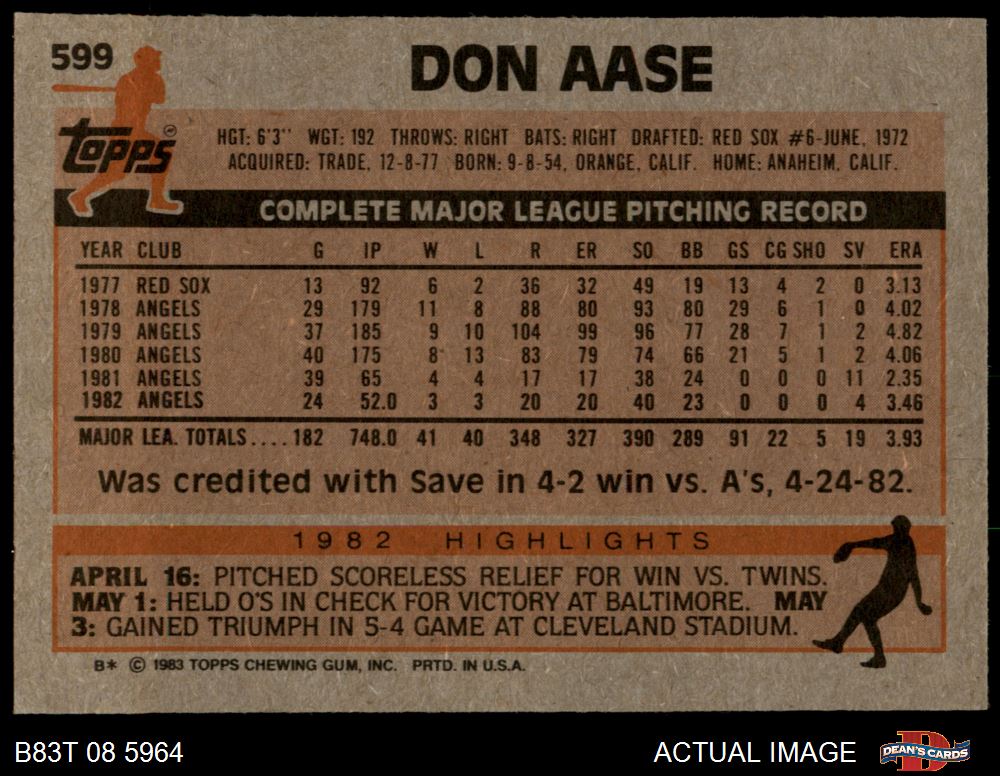 599
DON AASE
Topps
HGT: 6'3" WGT: 192 THROWS: RIGHT BATS: RIGHT DRAFTED: RED SOX #6-JUNE, 1972
ACQUIRED: TRADE, 12-8-77 BORN: 9-8-54, ORANGE, CALIF. HOME: ANAHEIM, CALIF.
COMPLETE MAJOR LEAGUE PITCHING RECORD
YEAR CLUB G IP W L R ER SO BB GS CG SHO SV ERA
1977 RED SOX 13 92 6 2 36 32 49 19 13 4 2 0 3.13
1978 ANGELS 29 179 11 8 88 80 93 80 29 6 1 0 4.02
1979 ANGELS 37 185 9 10 104 99 96 77 28 7 1 2 4.82
1980 ANGELS 40 175 8 13 83 79 74 66 21 5 1 2 4.06
1981 ANGELS 39 65 4 4 17 17 38 24 0 0 0 11 2.35
1982 ANGELS 24 52.0 3 3 20 20 40 23 0 0 0 4 3.46
MAJOR LEA. TOTALS.... 182 748.0 41 40 348 327 390 289 91 22 5 19 3.93
Was credited with Save in 4-2 win vs. A's, 4-24-82.
1982 HIGHLIGHTS
APRIL 16: PITCHED SCORELESS RELIEF FOR WIN VS. TWINS.
MAY 1: HELD O'S IN CHECK FOR VICTORY AT BALTIMORE. MAY
3: GAINED TRIUMPH IN 5-4 GAME AT CLEVELAND STADIUM.
B* © 1983 TOPPS CHEWING GUM, INC. PRTD. IN U.S.A.
B83T 08 5964
ACTUAL IMAGE
DEAN'S CARDS